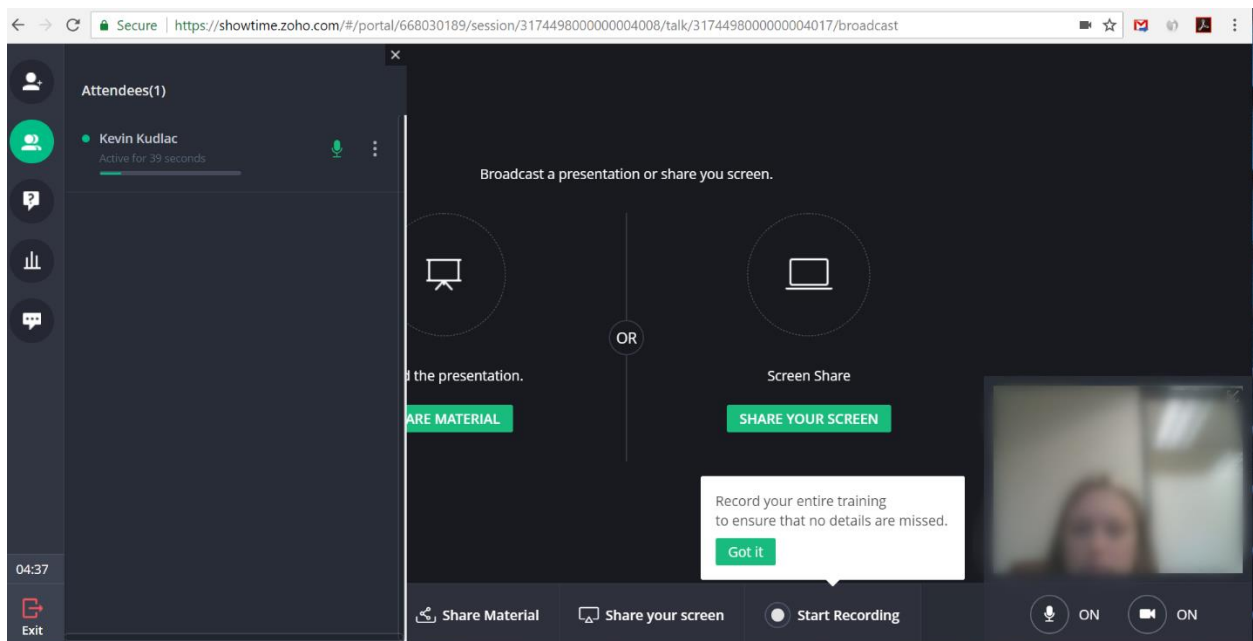 Secure | https://showtime.zoho.com/#/portal/668030189/session/3174498000000004008/talk/3174498000000004017/broadcast
Attendees(1)
Kevin Kudlac
Active for 39 seconds
Broadcast a presentation or share you screen.
OR
the presentation.
Screen Share
ARE MATERIAL
SHARE YOUR SCREEN
Record your entire training
to ensure that no details are missed.
Got it
04:37
Exit
Share Material
Share your screen
Start Recording
ON
ON